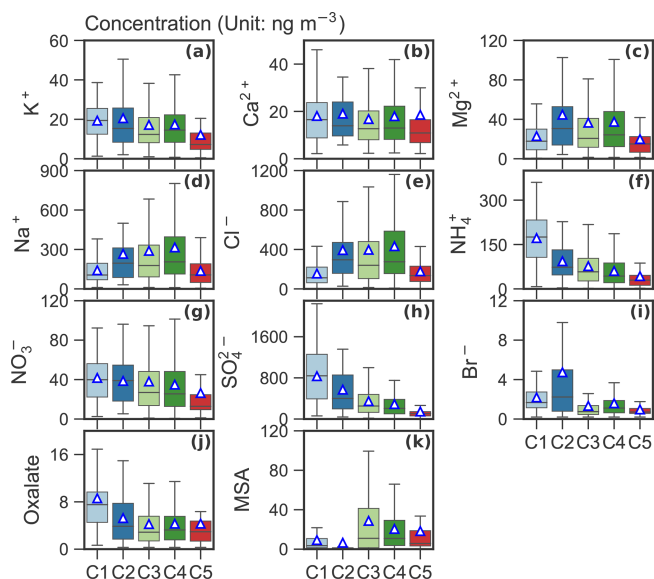 Concentration (Unit: ng m⁻³)
(a) (b) (c)
K⁺ 60 40 20 0
Ca²⁺ 60 40 20 0
Mg²⁺ 120 80 40 0
(d) (e) (f)
Na⁺ 900 600 300 0
Cl⁻ 1200 800 400 0
NH₄⁺ 300 150 0
(g) (h) (i)
NO₃⁻ 120 80 40 0
SO₄²⁻ 1600 800 0
Br⁻ 12 8 4 0
C1 C2 C3 C4 C5
(j) (k)
Oxalate 16 8 0
MSA 120 80 40 0
C1 C2 C3 C4 C5 C1 C2 C3 C4 C5